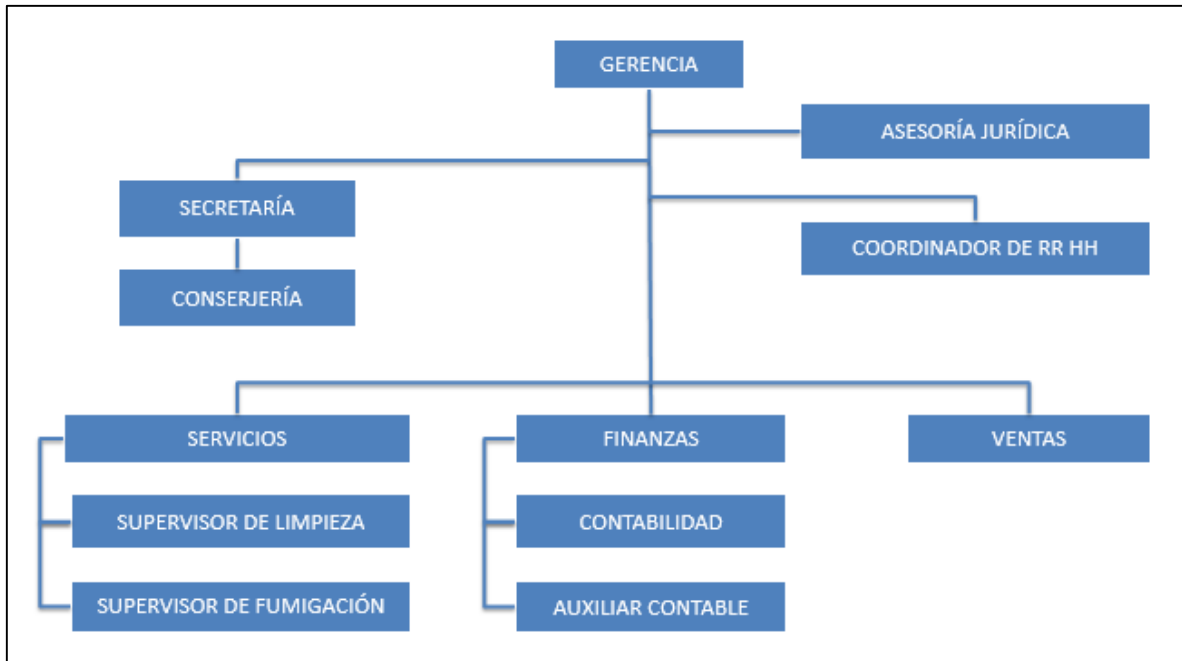 GERENCIA
ASESORÍA JURÍDICA
SECRETARÍA
COORDINADOR DE RR HH
CONSERJERÍA
SERVICIOS
FINANZAS
VENTAS
SUPERVISOR DE LIMPIEZA
CONTABILIDAD
SUPERVISOR DE FUMIGACIÓN
AUXILIAR CONTABLE